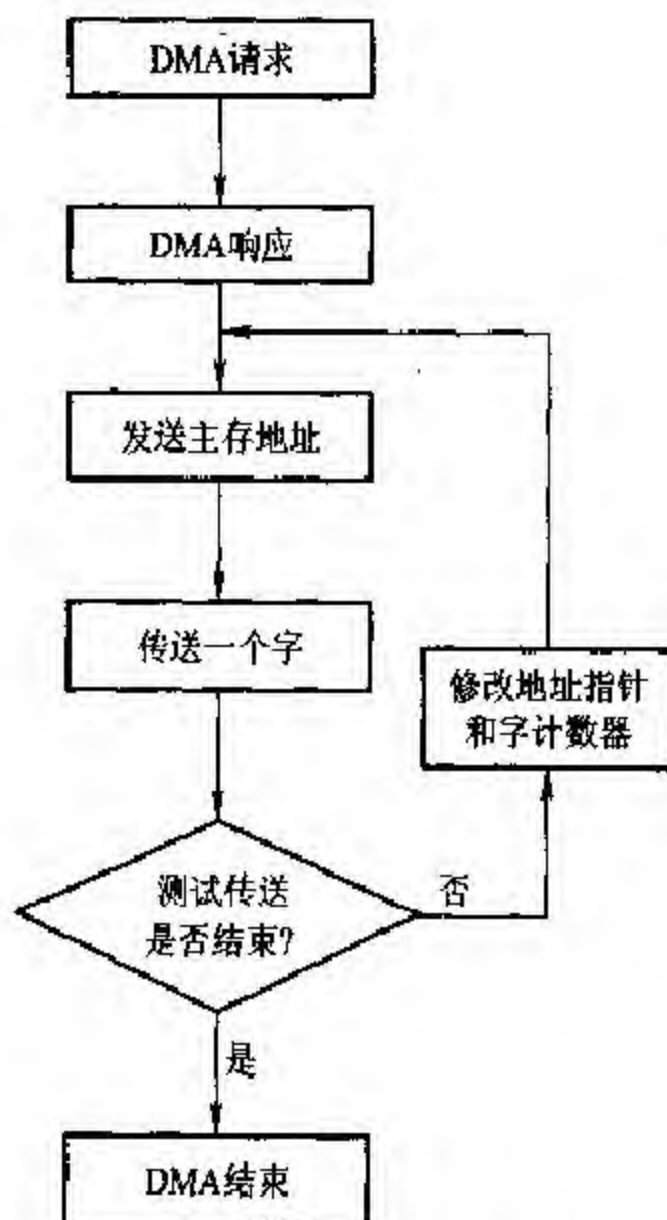 DMA请求
DMA响应
发送主存地址
传送一个字
修改地址指针
和字计数器
测试传送
是否结束?
否
是
DMA结束